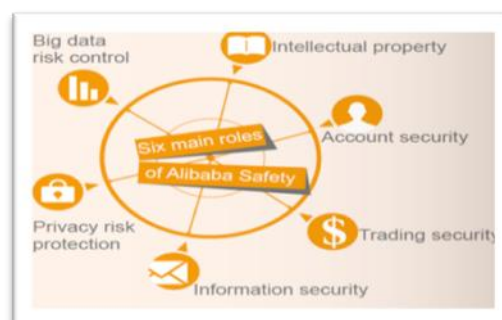 Big data
risk control
Intellectual property
Account security
Six main roles
of Alibaba Safety
Privacy risk
protection
$
Trading security
Information security